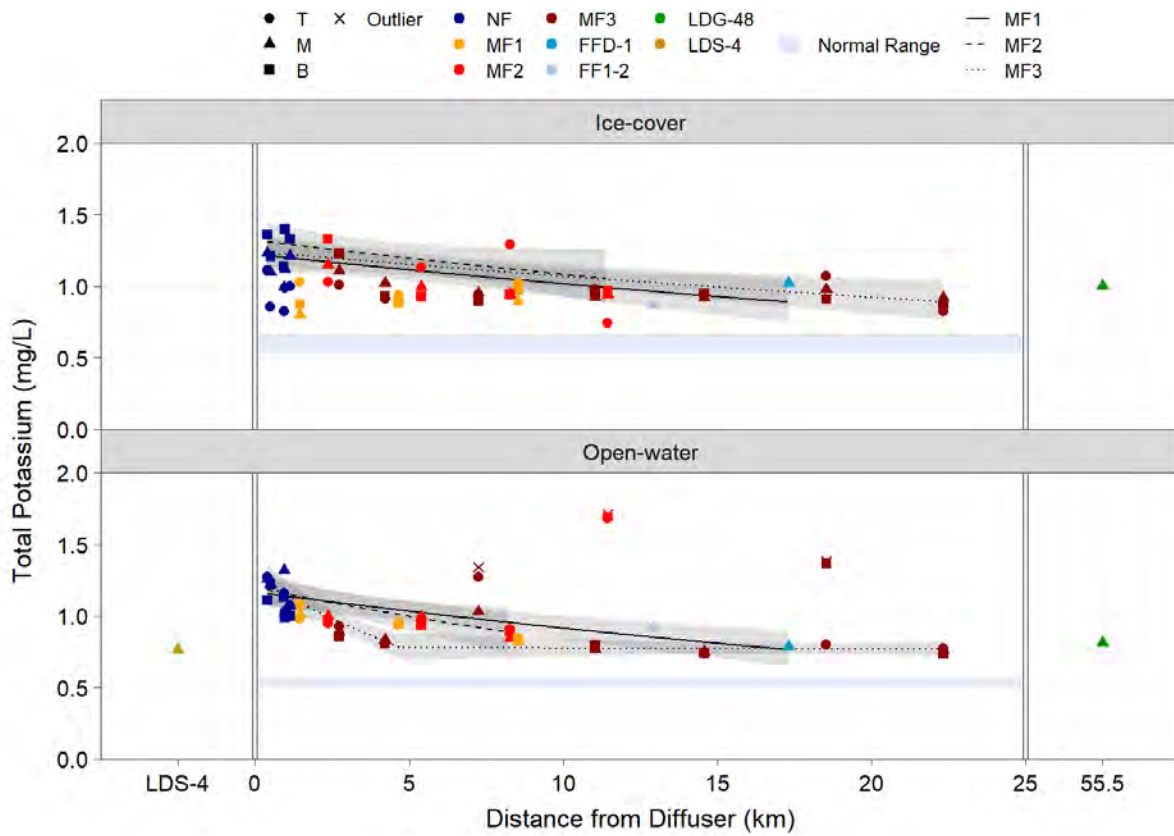 T × Outlier NF MF3 LDG-48 MF1
M MF1 FFD-1 LDS-4 Normal Range MF2
B MF2 FF1-2 MF3
Ice-cover
2.0
1.5
1.0
0.5
0.0
Open-water
2.0
1.5
1.0
0.5
0.0
Total Potassium (mg/L)
LDS-4 0 5 10 15 20 25 55.5
Distance from Diffuser (km)